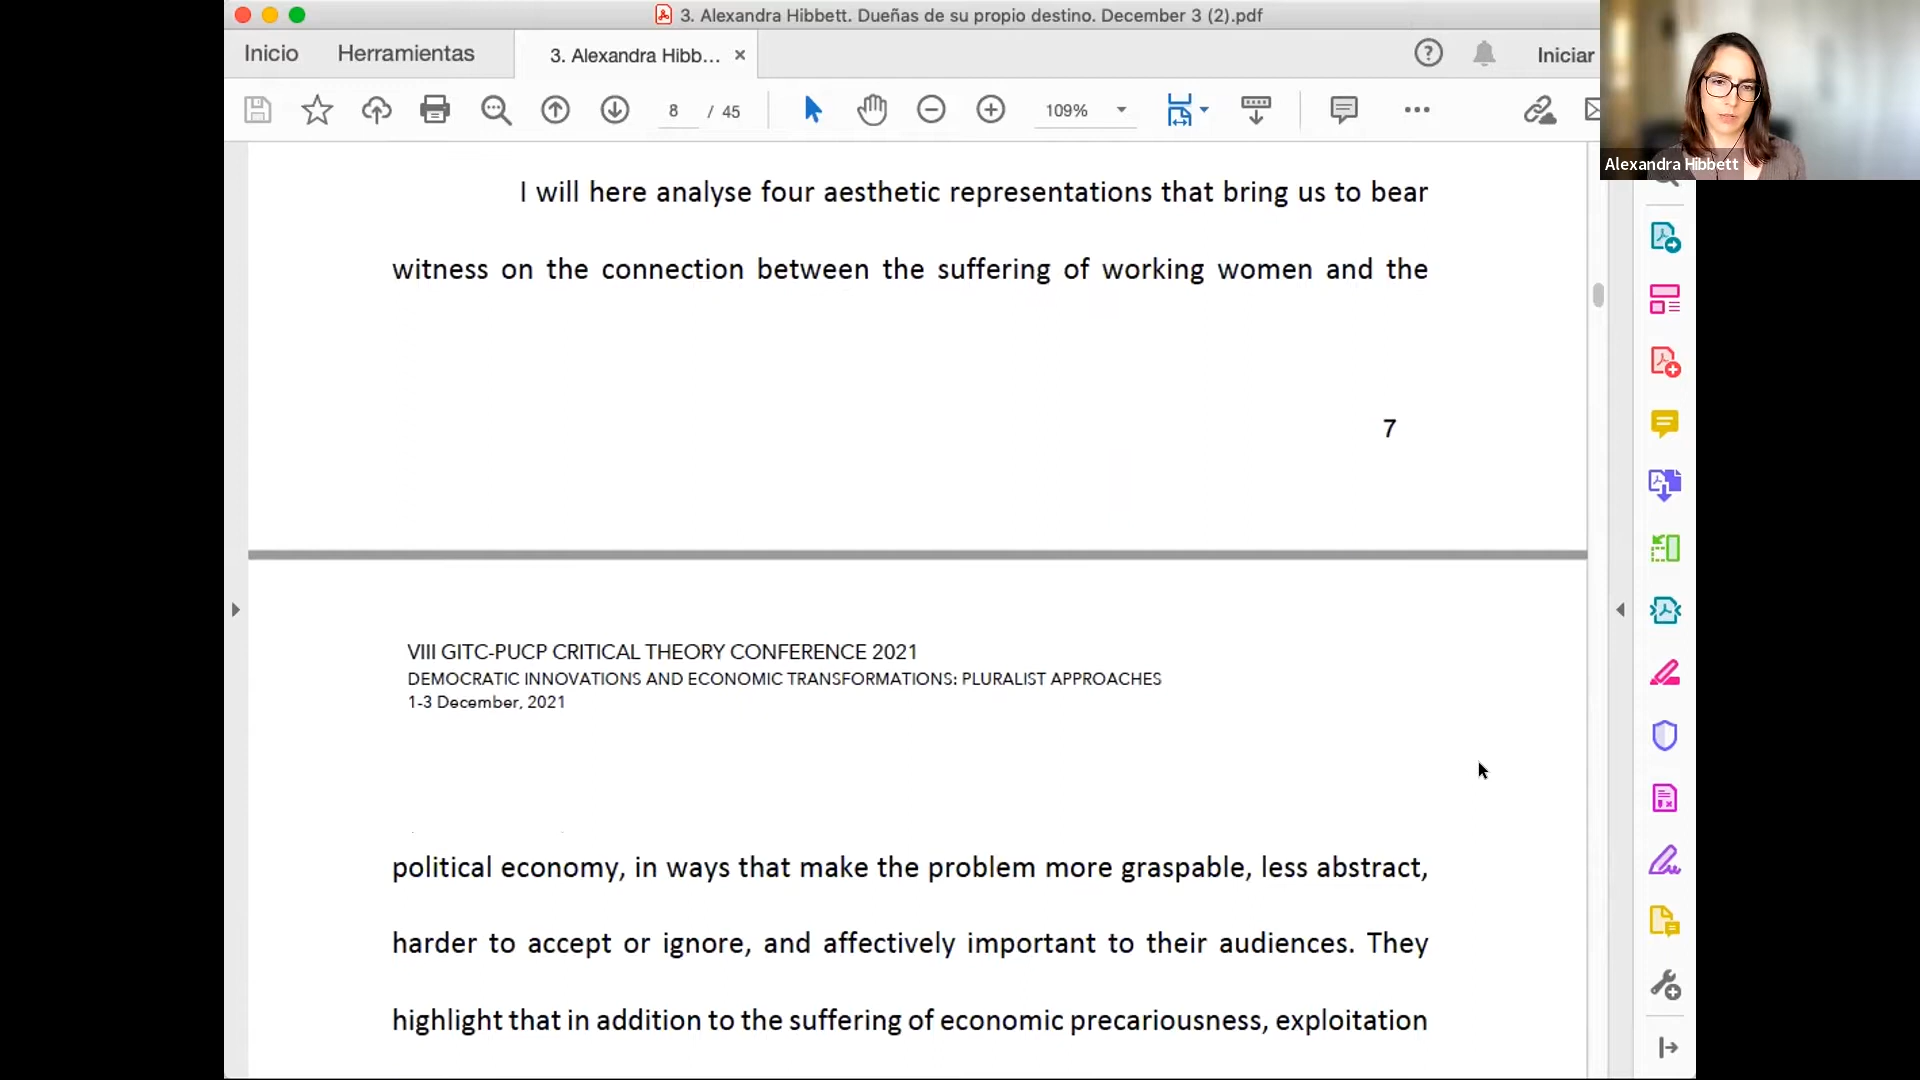 3. Alexandra Hibbett. Dueñas de su propio destino. December 3 (2).pdf
Inicio
Herramientas
3. Alexandra Hibb...
Iniciar
8 / 45
109%
Alexandra Hibbett
I will here analyse four aesthetic representations that bring us to bear
witness on the connection between the suffering of working women and the
7
VIII GITC-PUCP CRITICAL THEORY CONFERENCE 2021
DEMOCRATIC INNOVATIONS AND ECONOMIC TRANSFORMATIONS: PLURALIST APPROACHES
1-3 December, 2021
political economy, in ways that make the problem more graspable, less abstract,
harder to accept or ignore, and affectively important to their audiences. They
highlight that in addition to the suffering of economic precariousness, exploitation